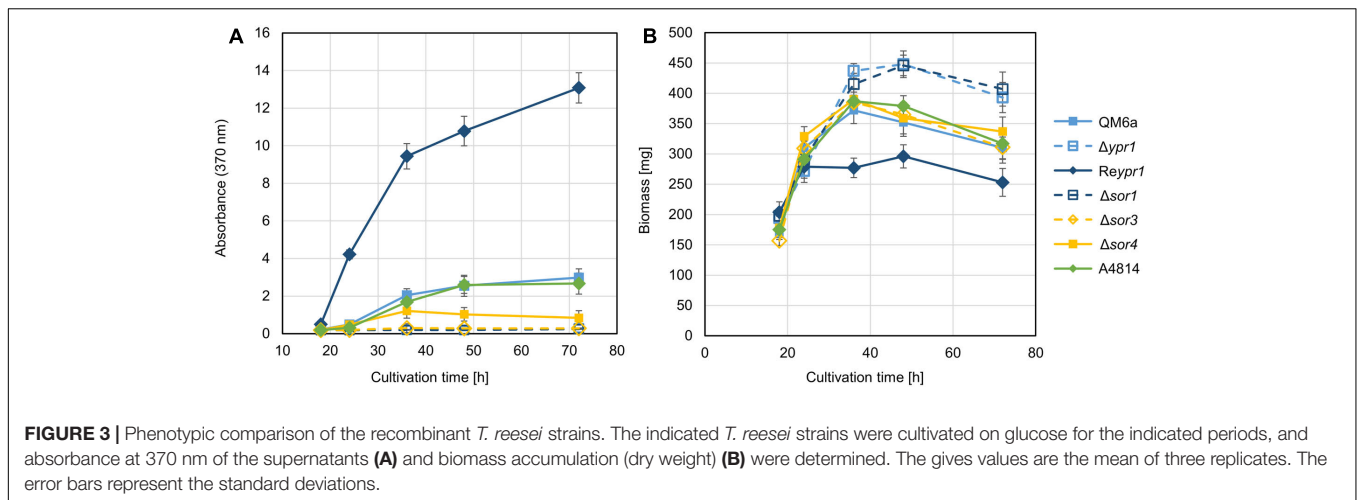 A
16
14
12
10
8
6
4
2
0
Absorbance (370 nm)
10 20 30 40 50 60 70 80
Cultivation time [h]
B
500
450
400
350
300
250
200
150
100
50
0
Biomass [mg]
0 20 40 60 80
Cultivation time [h]
QM6a
Δypr1
Reypr1
Δsor1
Δsor3
Δsor4
A4814
FIGURE 3 | Phenotypic comparison of the recombinant T. reesei strains. The indicated T. reesei strains were cultivated on glucose for the indicated periods, and
absorbance at 370 nm of the supernatants (A) and biomass accumulation (dry weight) (B) were determined. The gives values are the mean of three replicates. The
error bars represent the standard deviations.